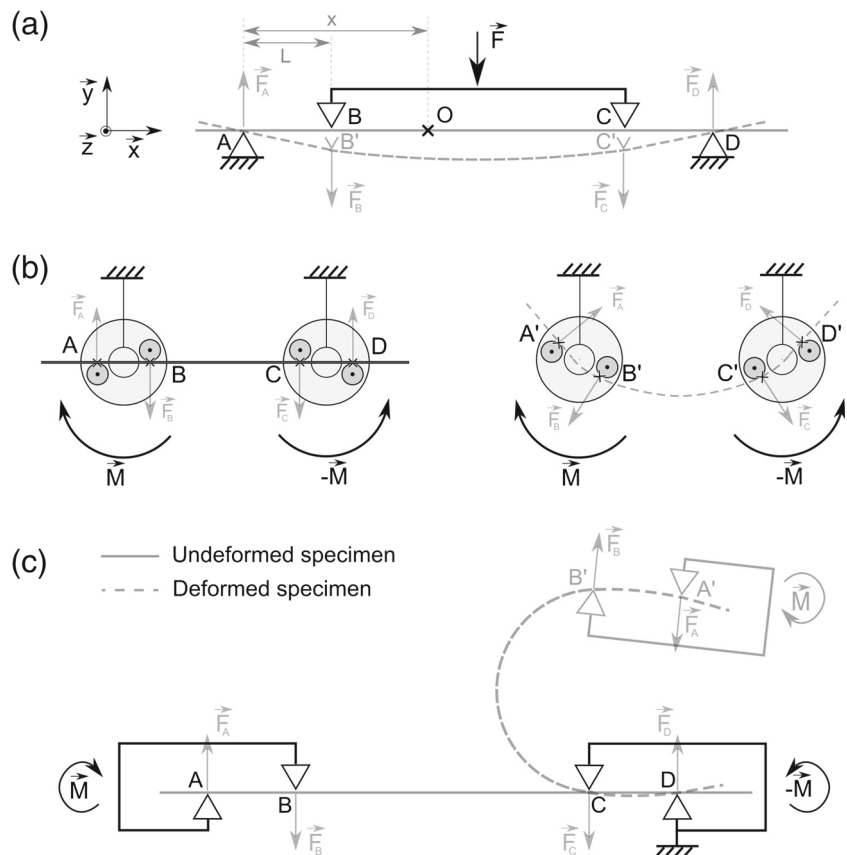 (a)
x
L
F
F_A
F_D
y
z
x
A
B
O
C
D
B'
C'
F_B
F_C
(b)
F_A
F_D
A
B
C
D
F_B
F_C
M
-M
F_A
F_D
A'
B'
C'
D'
F_B
F_C
M
-M
(c)
Undeformed specimen
Deformed specimen
F_B
B'
A'
M
F_A
F_A
F_D
M
A
B
C
D
-M
F_B
F_C